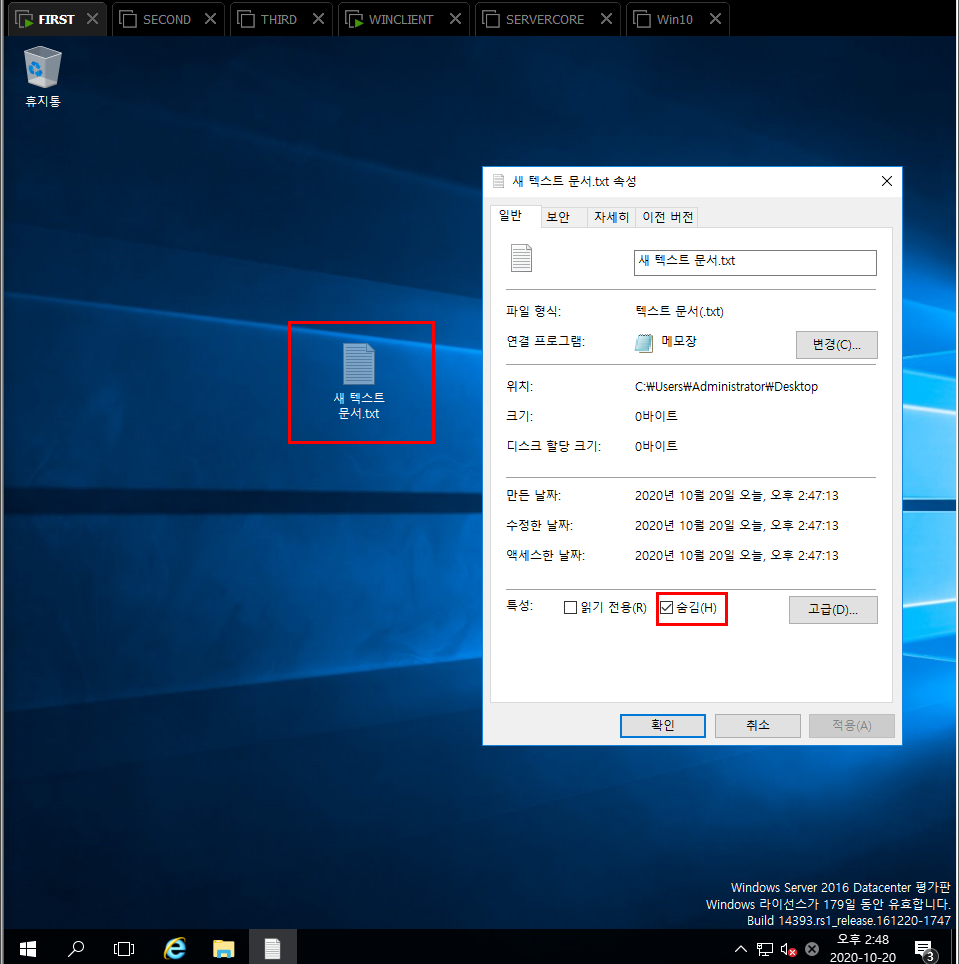 FIRST SECOND THIRD WINCLIENT SERVERCORE Win10
휴지통
새 텍스트
문서.txt
새 텍스트 문서.txt 속성
일반 보안 자세히 이전 버전
새 텍스트 문서.txt
파일 형식: 텍스트 문서(.txt)
연결 프로그램: 메모장 변경(C)...
위치: C:₩Users₩Administrator₩Desktop
크기: 0바이트
디스크 할당 크기: 0바이트
만든 날짜: 2020년 10월 20일 오늘, 오후 2:47:13
수정한 날짜: 2020년 10월 20일 오늘, 오후 2:47:13
액세스한 날짜: 2020년 10월 20일 오늘, 오후 2:47:13
특성: 읽기 전용(R) 숨김(H) 고급(D)...
확인 취소 적용(A)
Windows Server 2016 Datacenter 평가판
Windows 라이선스가 179일 동안 유효합니다.
Build 14393.rs1_release.161220-1747
오후 2:48
2020-10-20
3